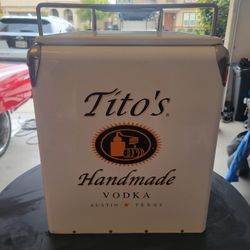 Tito's®
Handmade
VODKA
AUSTIN ★ TEXAS